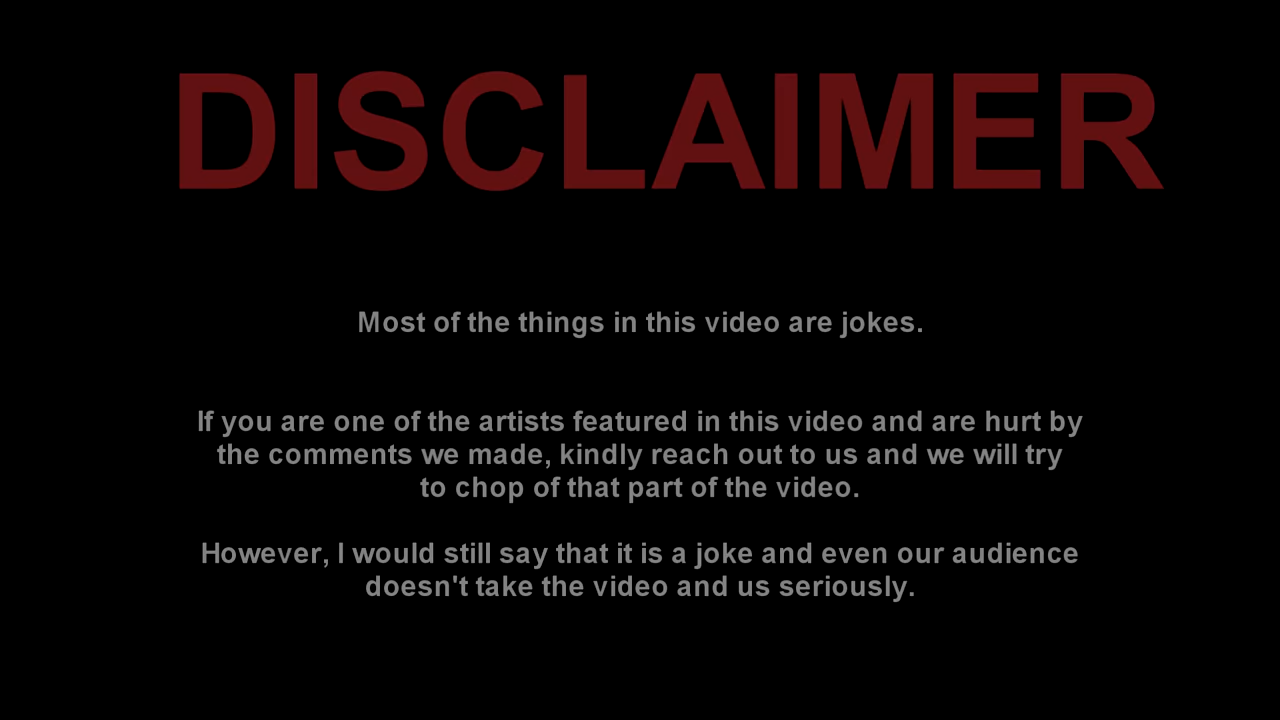 DISCLAIMER
Most of the things in this video are jokes.
If you are one of the artists featured in this video and are hurt by
the comments we made, kindly reach out to us and we will try
to chop of that part of the video.
However, I would still say that it is a joke and even our audience
doesn't take the video and us seriously.